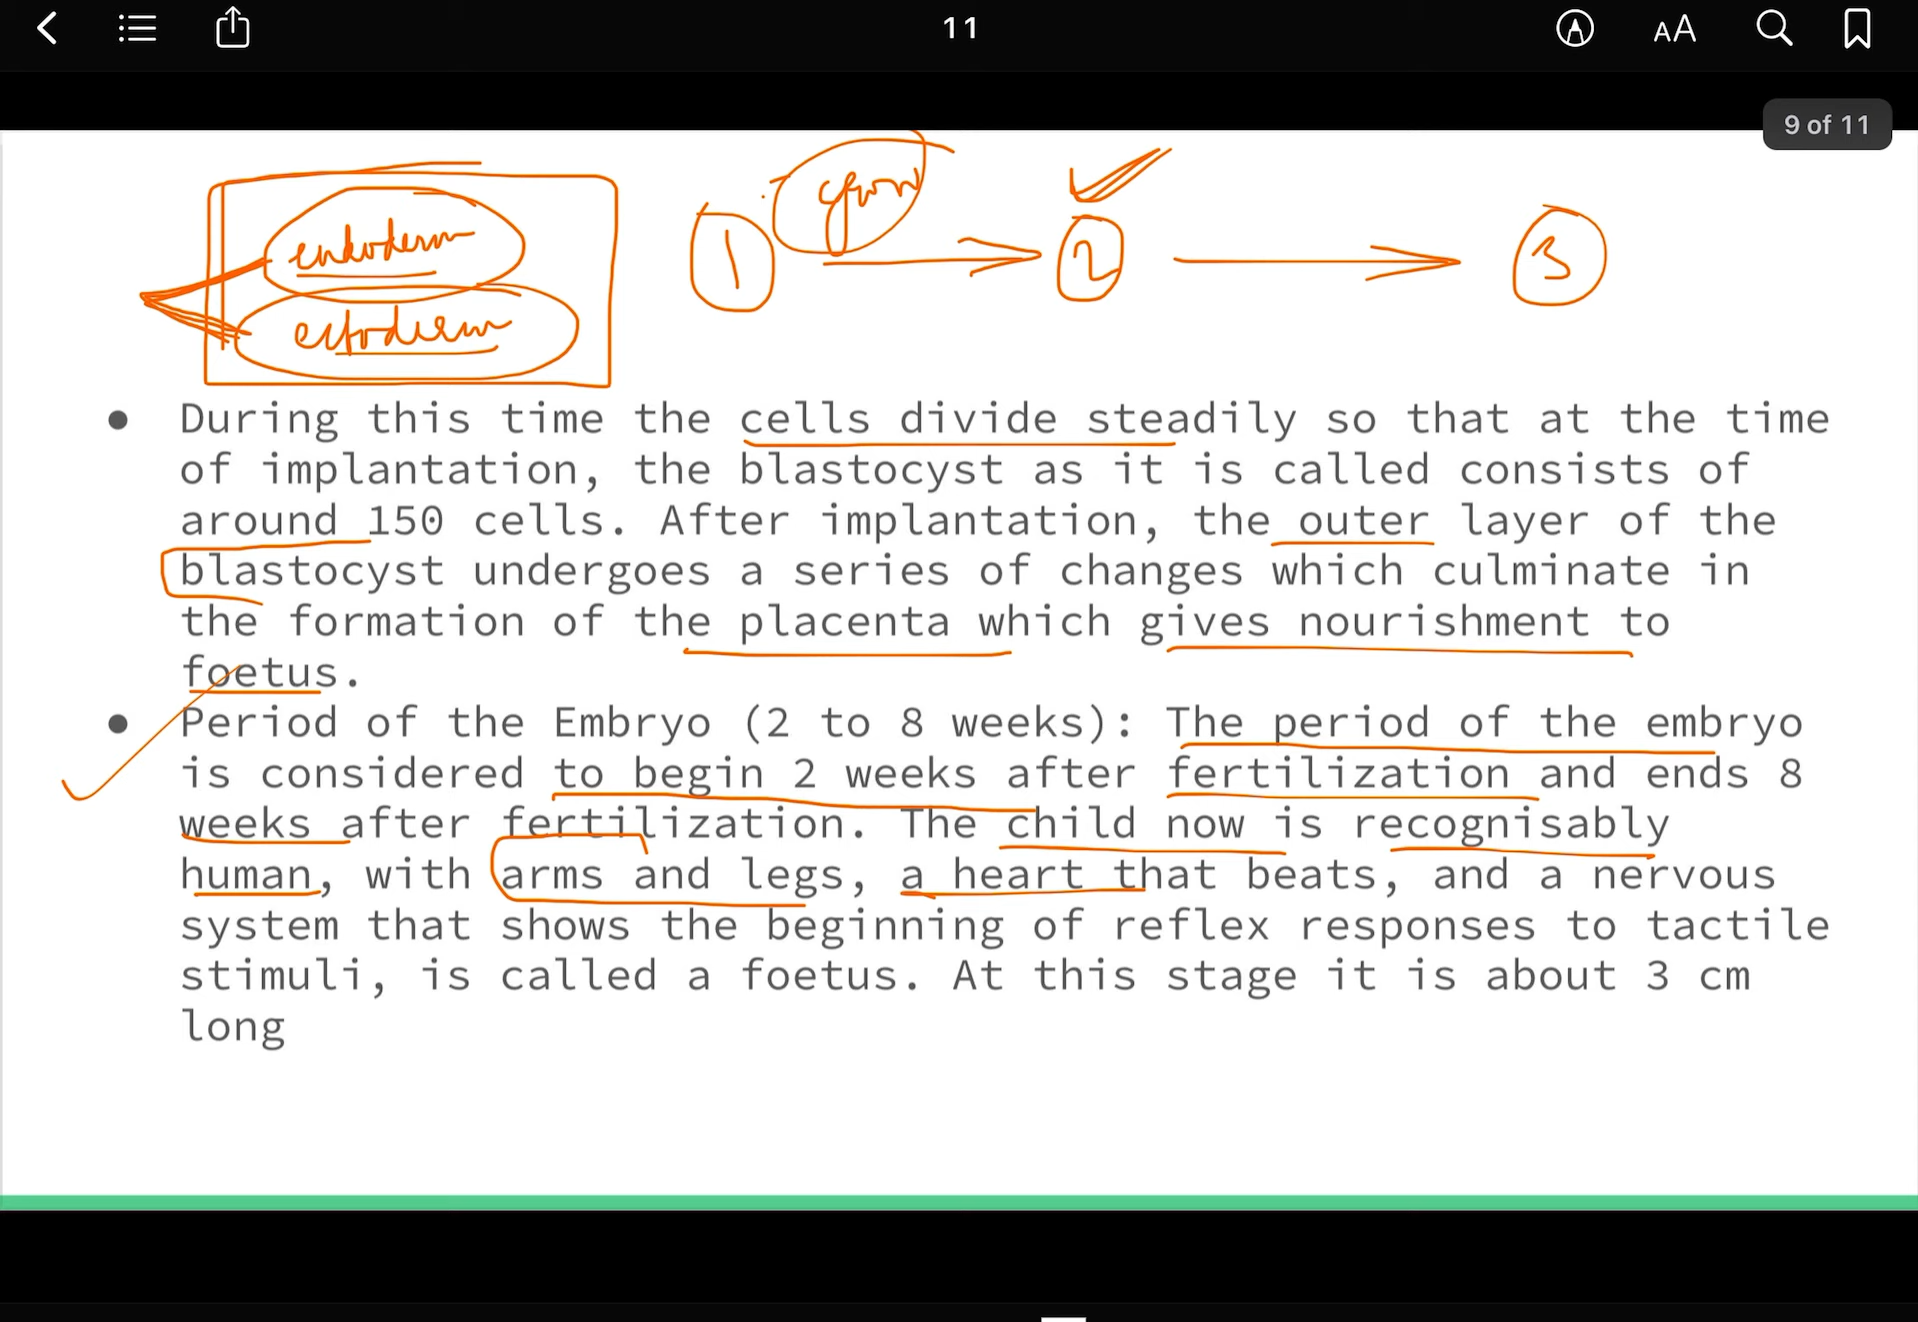 11
9 of 11
endoderm
ectoderm
1
2
3
● During this time the cells divide steadily so that at the time
of implantation, the blastocyst as it is called consists of
around 150 cells. After implantation, the outer layer of the
blastocyst undergoes a series of changes which culminate in
the formation of the placenta which gives nourishment to
foetus.
● Period of the Embryo (2 to 8 weeks): The period of the embryo
is considered to begin 2 weeks after fertilization and ends 8
weeks after fertilization. The child now is recognisably
human, with arms and legs, a heart that beats, and a nervous
system that shows the beginning of reflex responses to tactile
stimuli, is called a foetus. At this stage it is about 3 cm
long